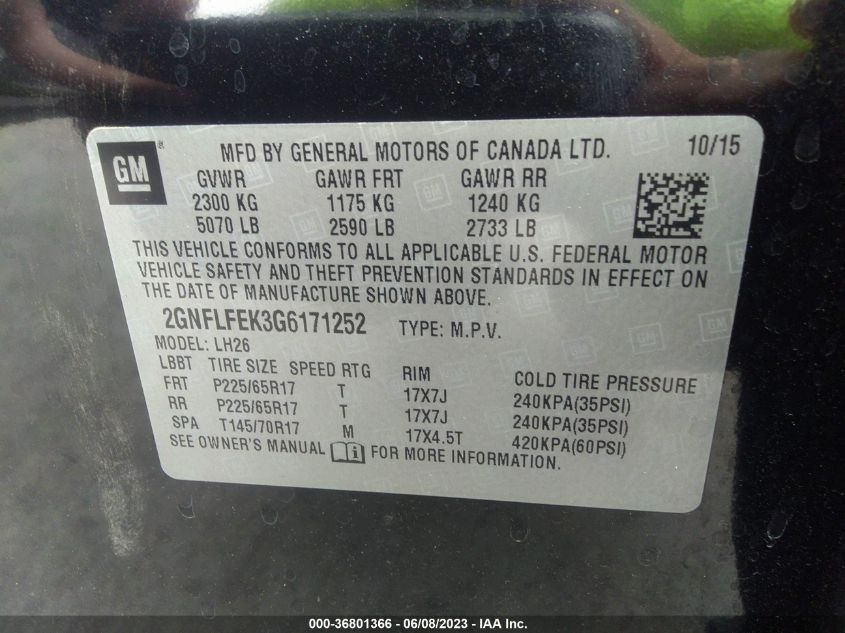 GM
MFD BY GENERAL MOTORS OF CANADA LTD. 10/15
GVWR GAWR FRT GAWR RR
2300 KG 1175 KG 1240 KG
5070 LB 2590 LB 2733 LB
THIS VEHICLE CONFORMS TO ALL APPLICABLE U.S. FEDERAL MOTOR
VEHICLE SAFETY AND THEFT PREVENTION STANDARDS IN EFFECT ON
THE DATE OF MANUFACTURE SHOWN ABOVE.
2GNFLFEK3G6171252 TYPE: M.P.V.
MODEL: LH26
LBBT TIRE SIZE SPEED RTG RIM COLD TIRE PRESSURE
FRT P225/65R17 T 17X7J 240KPA(35PSI)
RR P225/65R17 T 17X7J 240KPA(35PSI)
SPA T145/70R17 M 17X4.5T 420KPA(60PSI)
SEE OWNER'S MANUAL FOR MORE INFORMATION.
000-36801366 - 06/08/2023 - IAA Inc.